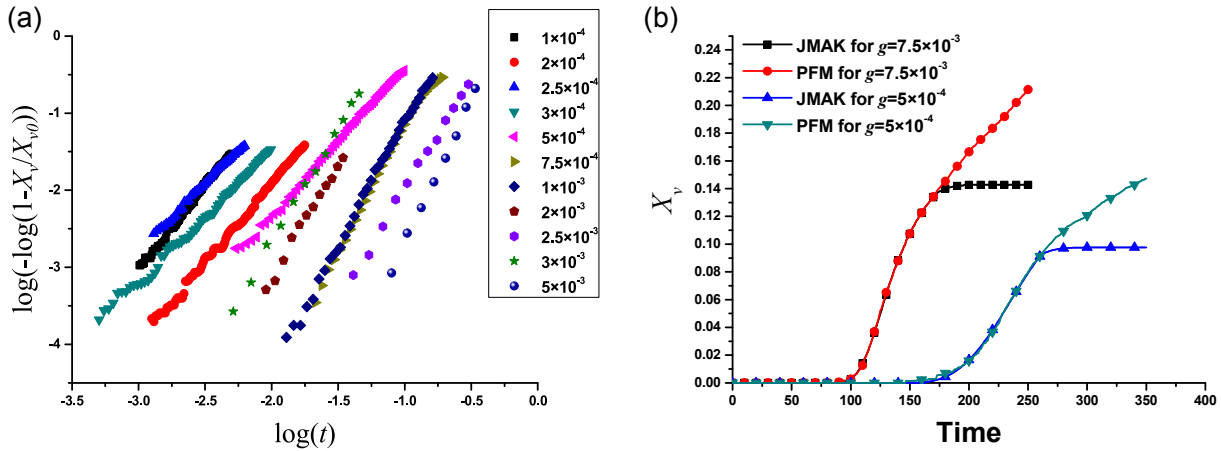 (a)
log(-log(1-Xᵥ/Xᵥ₀))
0
-1
-2
-3
-4
-3.5 -3.0 -2.5 -2.0 -1.5 -1.0 -0.5 0.0
log(t)
1×10⁻⁴
2×10⁻⁴
2.5×10⁻⁴
3×10⁻⁴
5×10⁻⁴
7.5×10⁻⁴
1×10⁻³
2×10⁻³
2.5×10⁻³
3×10⁻³
5×10⁻³
(b)
Xᵥ
0.24
0.22
0.20
0.18
0.16
0.14
0.12
0.10
0.08
0.06
0.04
0.02
0.00
0 50 100 150 200 250 300 350 400
Time
JMAK for g=7.5×10⁻³
PFM for g=7.5×10⁻³
JMAK for g=5×10⁻⁴
PFM for g=5×10⁻⁴